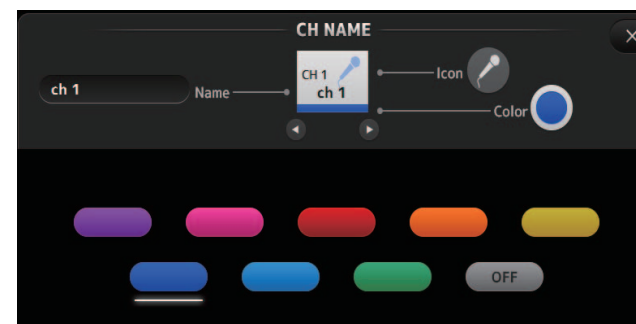 CH NAME
ch 1
Name
CH 1
ch 1
Icon
Color
OFF